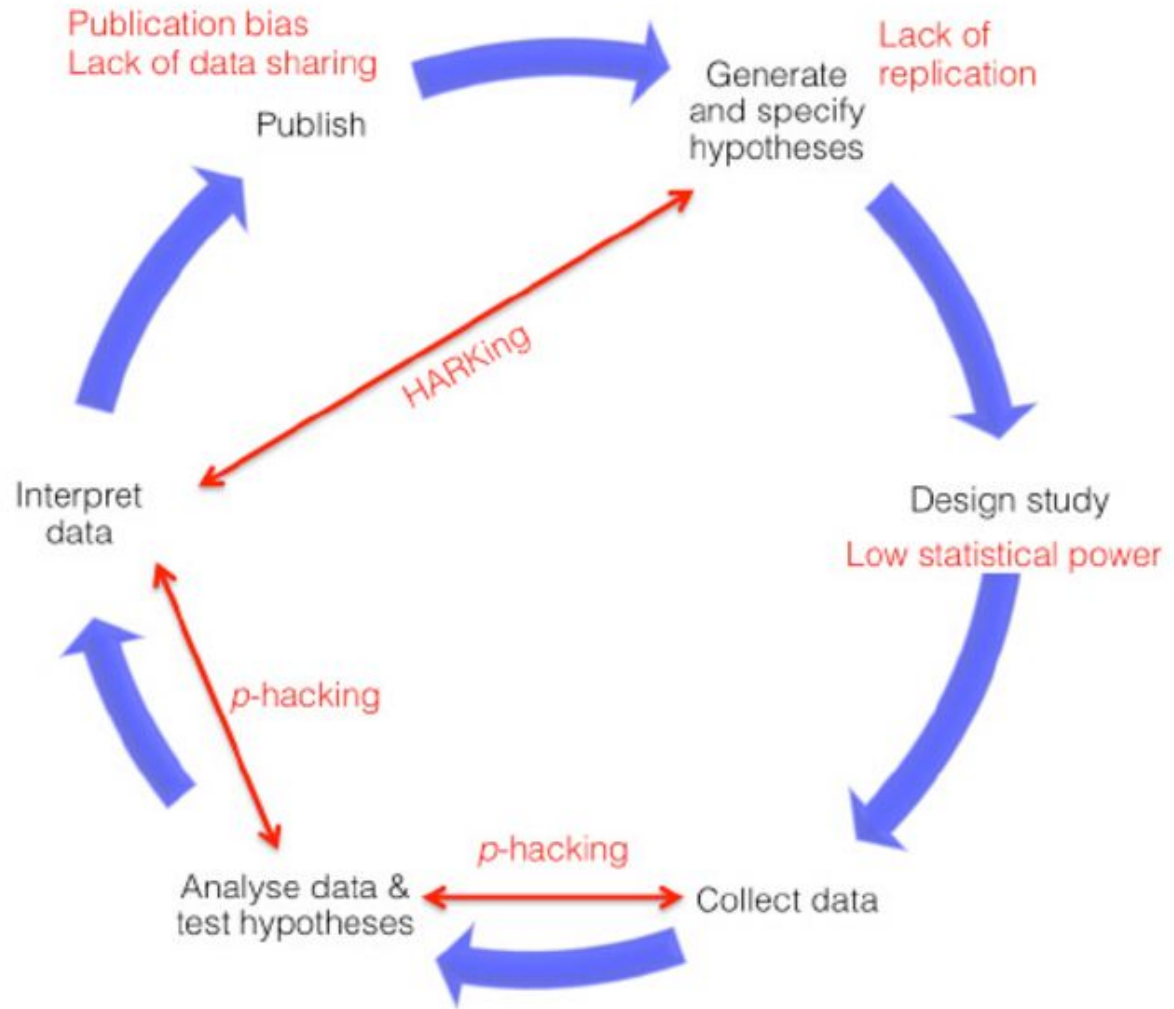 Publication bias
Lack of data sharing
Publish
Lack of
replication
Generate
and specify
hypotheses
HARKing
Interpret
data
Design study
Low statistical power
p-hacking
p-hacking
Analyse data &
test hypotheses
Collect data